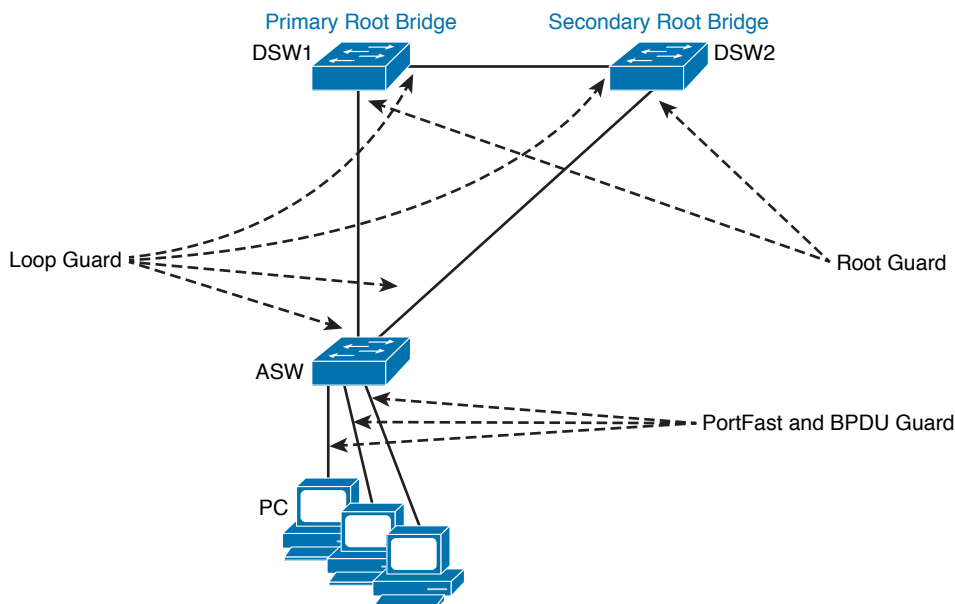 Primary Root Bridge
Secondary Root Bridge
DSW1
DSW2
Loop Guard
Root Guard
ASW
PortFast and BPDU Guard
PC